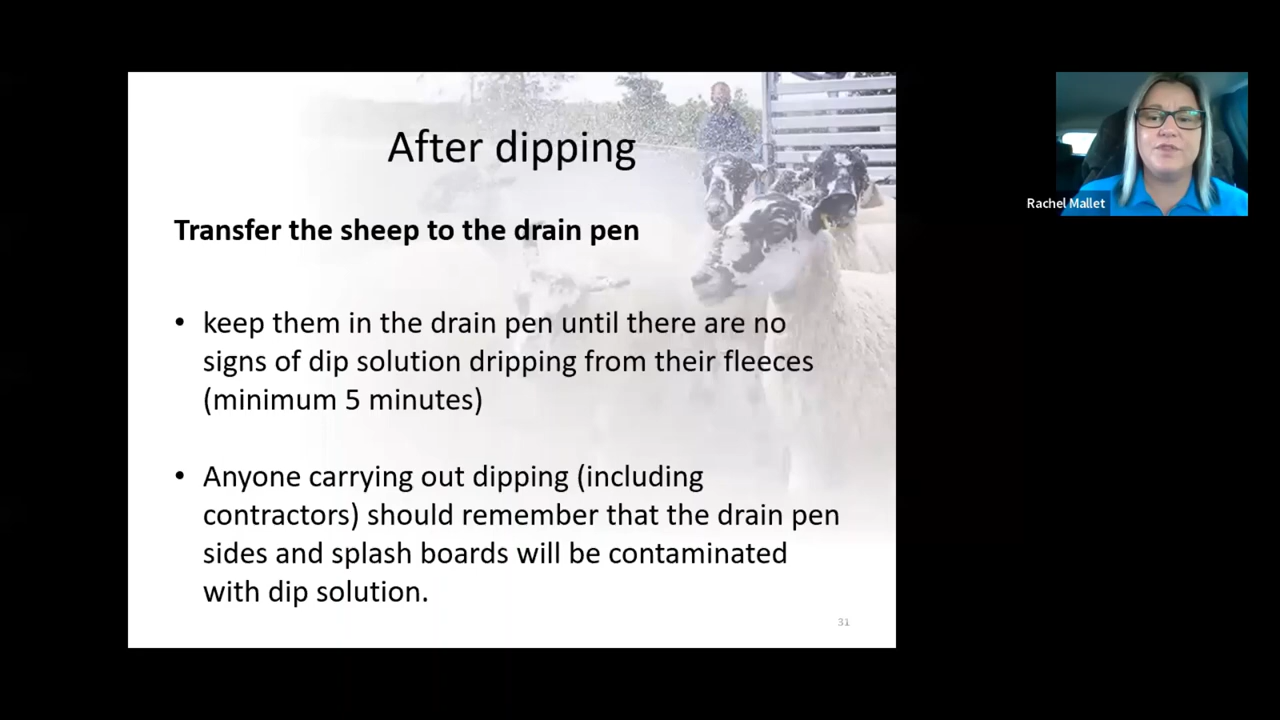 After dipping
Transfer the sheep to the drain pen
• keep them in the drain pen until there are no
signs of dip solution dripping from their fleeces
(minimum 5 minutes)
• Anyone carrying out dipping (including
contractors) should remember that the drain pen
sides and splash boards will be contaminated
with dip solution.
31
Rachel Mallet